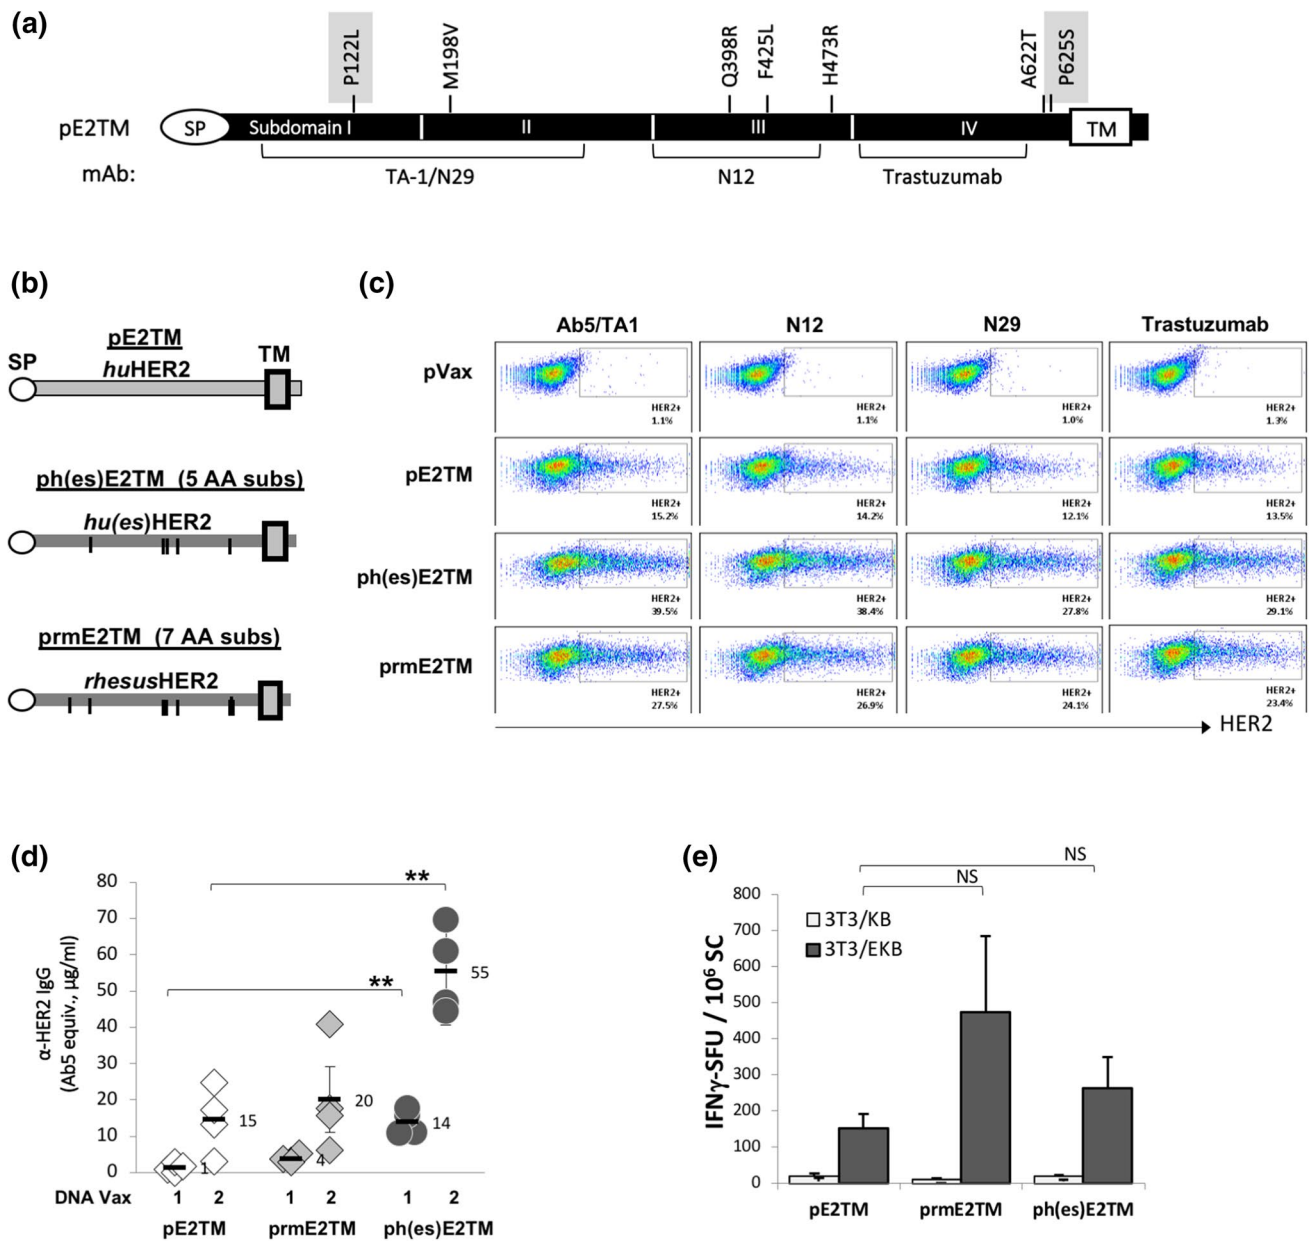 (a)
P122L
M198V
Q398R
F425L
H473R
A622T
P625S
pE2TM
SP
Subdomain I
II
III
IV
TM
mAb:
TA-1/N29
N12
Trastuzumab
(b)
pE2TM
SP
huHER2
TM
ph(es)E2TM (5 AA subs)
hu(es)HER2
prmE2TM (7 AA subs)
rhesusHER2
(c)
Ab5/TA1
N12
N29
Trastuzumab
pVax
HER2+
1.1%
HER2+
1.1%
HER2+
1.0%
HER2+
1.3%
pE2TM
HER2+
15.2%
HER2+
14.2%
HER2+
12.1%
HER2+
13.5%
ph(es)E2TM
HER2+
39.5%
HER2+
38.4%
HER2+
27.8%
HER2+
29.1%
prmE2TM
HER2+
27.5%
HER2+
26.9%
HER2+
24.1%
HER2+
23.4%
HER2
(d)
α-HER2 IgG
(Ab5 equiv., µg/ml)
80
70
60
50
40
30
20
10
0
**
**
1
15
4
20
14
55
DNA Vax 1 2 1 2 1 2
pE2TM prmE2TM ph(es)E2TM
(e)
IFNγ-SFU / 10⁶ SC
800
700
600
500
400
300
200
100
0
NS
NS
3T3/KB
3T3/EKB
pE2TM prmE2TM ph(es)E2TM